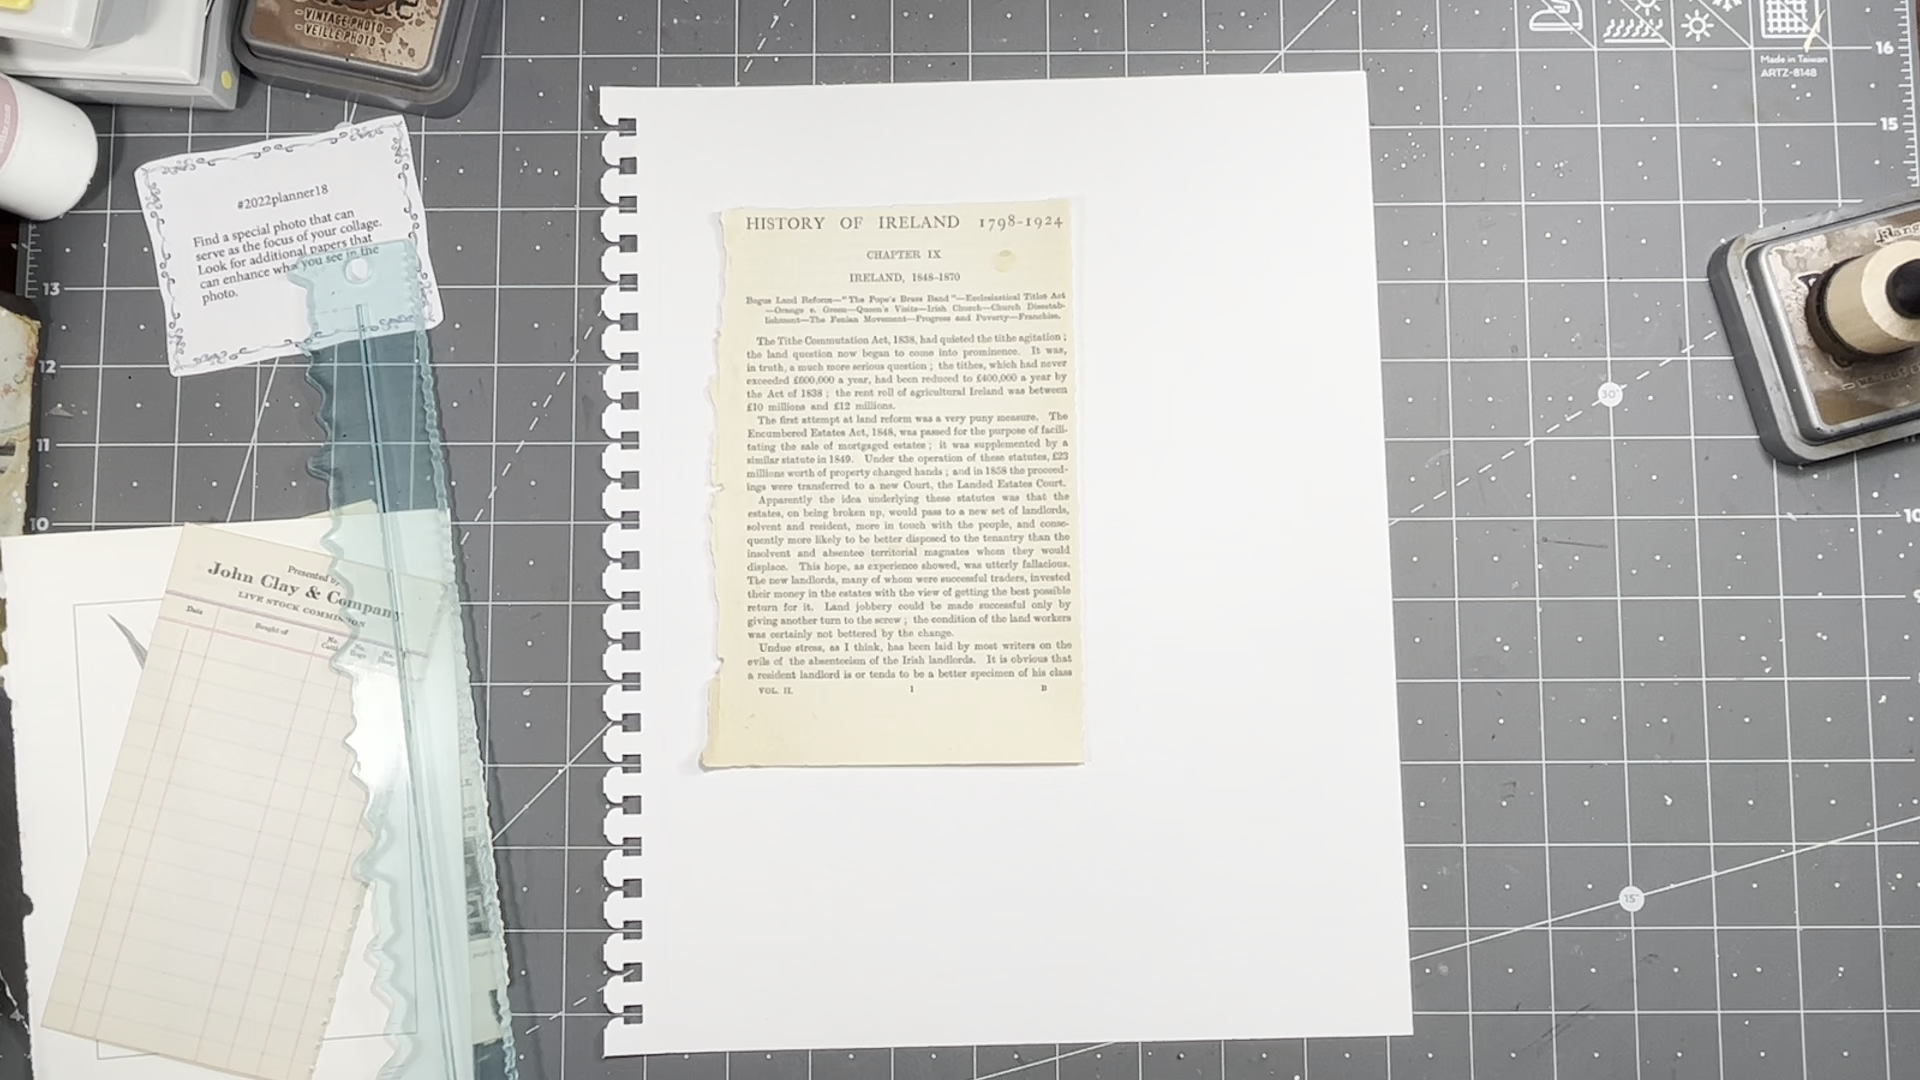 - VINTAGE PHOTO -
- VEILLE PHOTO -
Made in Taiwan
ARTZ-8148
16
15
13
12
11
10
30°
15°
#2022planner18
Find a special photo that can
serve as the focus of your collage.
Look for additional papers that
can enhance what you see in the
photo.
Presented by
John Clay & Company
LIVE STOCK COMMISSION
Date
Bought of
No.
HISTORY OF IRELAND 1798-1924
CHAPTER IX
IRELAND, 1848-1870
Bogus Land Reform—"The Pope's Brass Band"—Ecclesiastical Titles Act
—Orange v. Green—Queen's Visits—Irish Church—Church Disestab-
lishment—The Fenian Movement—Progress and Poverty—Franchise.
The Tithe Commutation Act, 1838, had quieted the tithe agitation ;
the land question now began to come into prominence. It was,
in truth, a much more serious question ; the tithes, which had never
exceeded £600,000 a year, had been reduced to £400,000 a year by
the Act of 1838 ; the rent roll of agricultural Ireland was between
£10 millions and £12 millions.
The first attempt at land reform was a very puny measure. The
Encumbered Estates Act, 1848, was passed for the purpose of facili-
tating the sale of mortgaged estates ; it was supplemented by a
similar statute in 1849. Under the operation of these statutes, £23
millions worth of property changed hands ; and in 1858 the proceed-
ings were transferred to a new Court, the Landed Estates Court.
Apparently the idea underlying these statutes was that the
estates, on being broken up, would pass to a new set of landlords,
solvent and resident, more in touch with the people, and conse-
quently more likely to be better disposed to the tenantry than the
insolvent and absentee territorial magnates whom they would
displace. This hope, as experience showed, was utterly fallacious.
The new landlords, many of whom were successful traders, invested
their money in the estates with the view of getting the best possible
return for it. Land jobbery could be made successful only by
giving another turn to the screw ; the condition of the land workers
was certainly not bettered by the change.
Undue stress, as I think, has been laid by most writers on the
evils of the absenteeism of the Irish landlords. It is obvious that
a resident landlord is or tends to be a better specimen of his class
VOL. II. 1 B